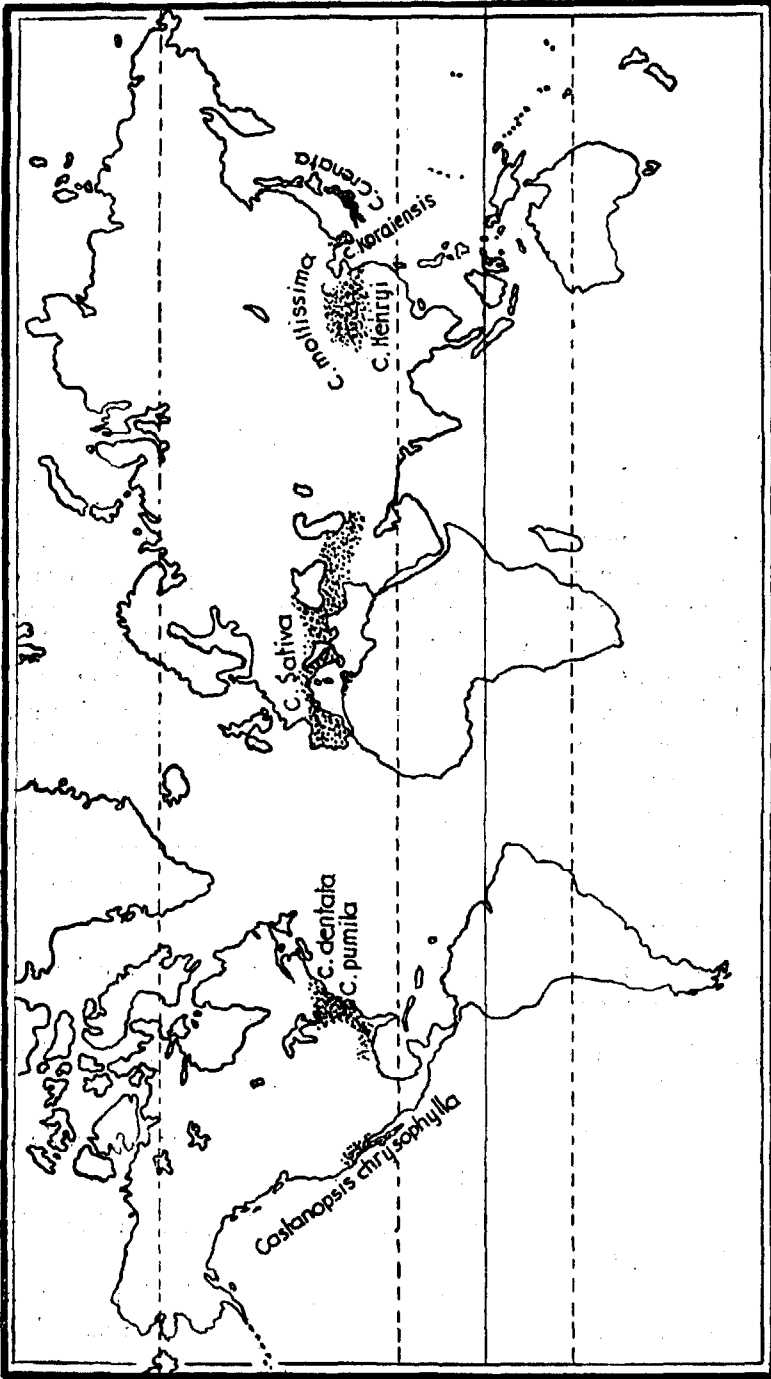 Castanopsis chrysophylla
C. dentata
C. pumila
C. Sativa
C. mollissima
C. Henryi
C. Koraiensis
C. Crenata